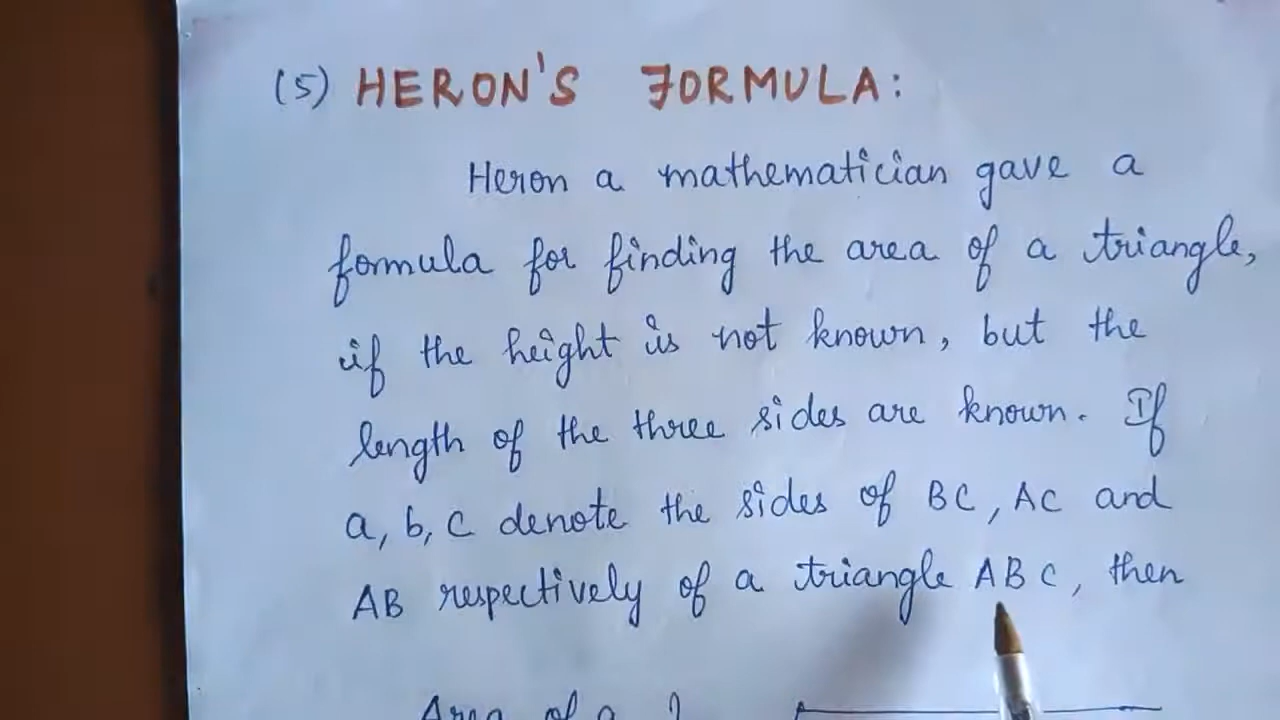 (5) HERON'S FORMULA:
Heron a mathematician gave a
formula for finding the area of a triangle,
if the height is not known, but the
length of the three sides are known. If
a, b, c denote the sides of BC, AC and
AB respectively of a triangle ABC, then
Area of a